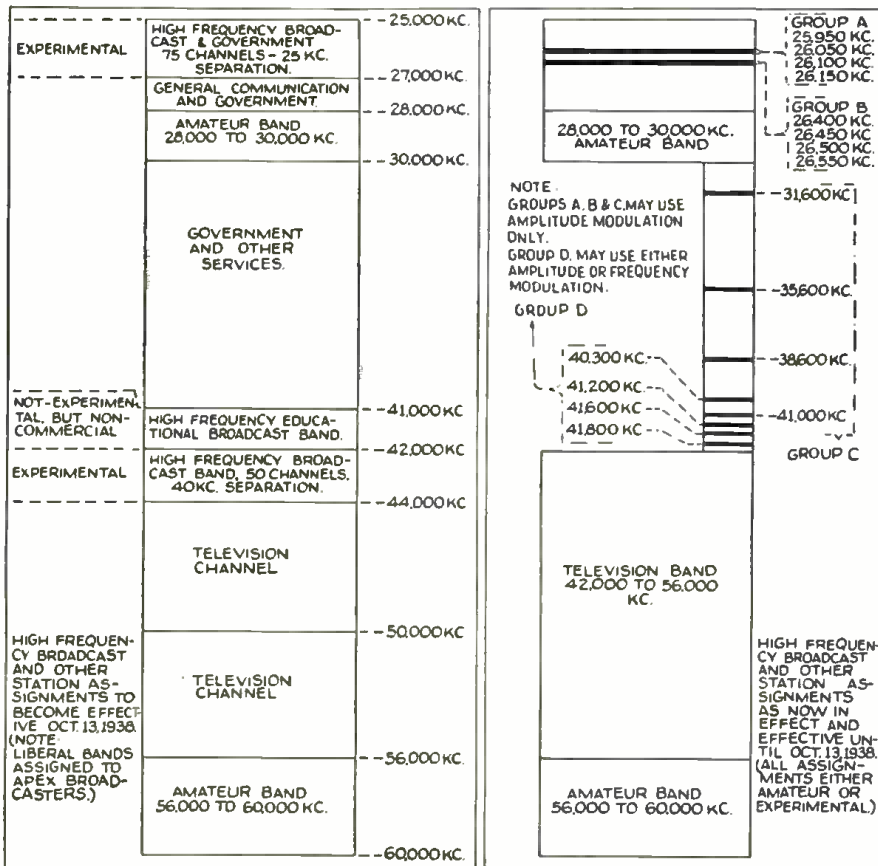 EXPERIMENTAL
HIGH FREQUENCY BROAD-
CAST & GOVERNMENT
75 CHANNELS - 25 KC.
SEPARATION.
25,000 KC.
27,000 KC.
GENERAL COMMUNICATION
AND GOVERNMENT
28,000 KC.
AMATEUR BAND
28,000 TO 30,000 KC.
30,000 KC.
GOVERNMENT
AND OTHER
SERVICES.
NOT-EXPERIMEN-
TAL, BUT NON-
COMMERCIAL
41,000 KC
HIGH FREQUENCY EDUCA-
TIONAL BROADCAST BAND.
42,000 KC
EXPERIMENTAL
HIGH FREQUENCY BROAD-
CAST BAND, 50 CHANNELS,
40 KC. SEPARATION.
44,000 KC
TELEVISION
CHANNEL
50,000 KC
HIGH FREQUEN-
CY BROADCAST
AND OTHER
STATION AS-
SIGNMENTS TO
BECOME EFFECT-
IVE OCT. 13, 1938.
(NOTE
LIBERAL BANDS
ASSIGNED TO
APEX BROAD-
CASTERS.)
TELEVISION
CHANNEL
56,000 KC
AMATEUR BAND
56,000 TO 60,000 KC.
60,000 KC.
GROUP A
25,950 KC.
26,050 KC.
26,100 KC.
26,150 KC.
GROUP B
26,400 KC.
26,450 KC.
26,500 KC.
26,550 KC.
28,000 TO 30,000 KC.
AMATEUR BAND
NOTE.
GROUPS A, B & C, MAY USE
AMPLITUDE MODULATION
ONLY.
GROUP D, MAY USE EITHER
AMPLITUDE OR FREQUENCY
MODULATION.
GROUP D
31,600 KC.
35,600 KC.
38,600 KC.
40,300 KC.
41,200 KC.
41,600 KC.
41,800 KC.
41,000 KC.
GROUP C
TELEVISION BAND
42,000 TO 56,000
KC.
HIGH FREQUEN-
CY BROADCAST
AND OTHER
STATION AS-
SIGNMENTS
AS NOW IN
EFFECT AND
EFFECTIVE UN-
TIL OCT. 13, 1938.
(ALL ASSIGN-
MENTS EITHER
AMATEUR OR
EXPERIMENTAL.)
AMATEUR BAND
56,000 TO 60,000 KC.